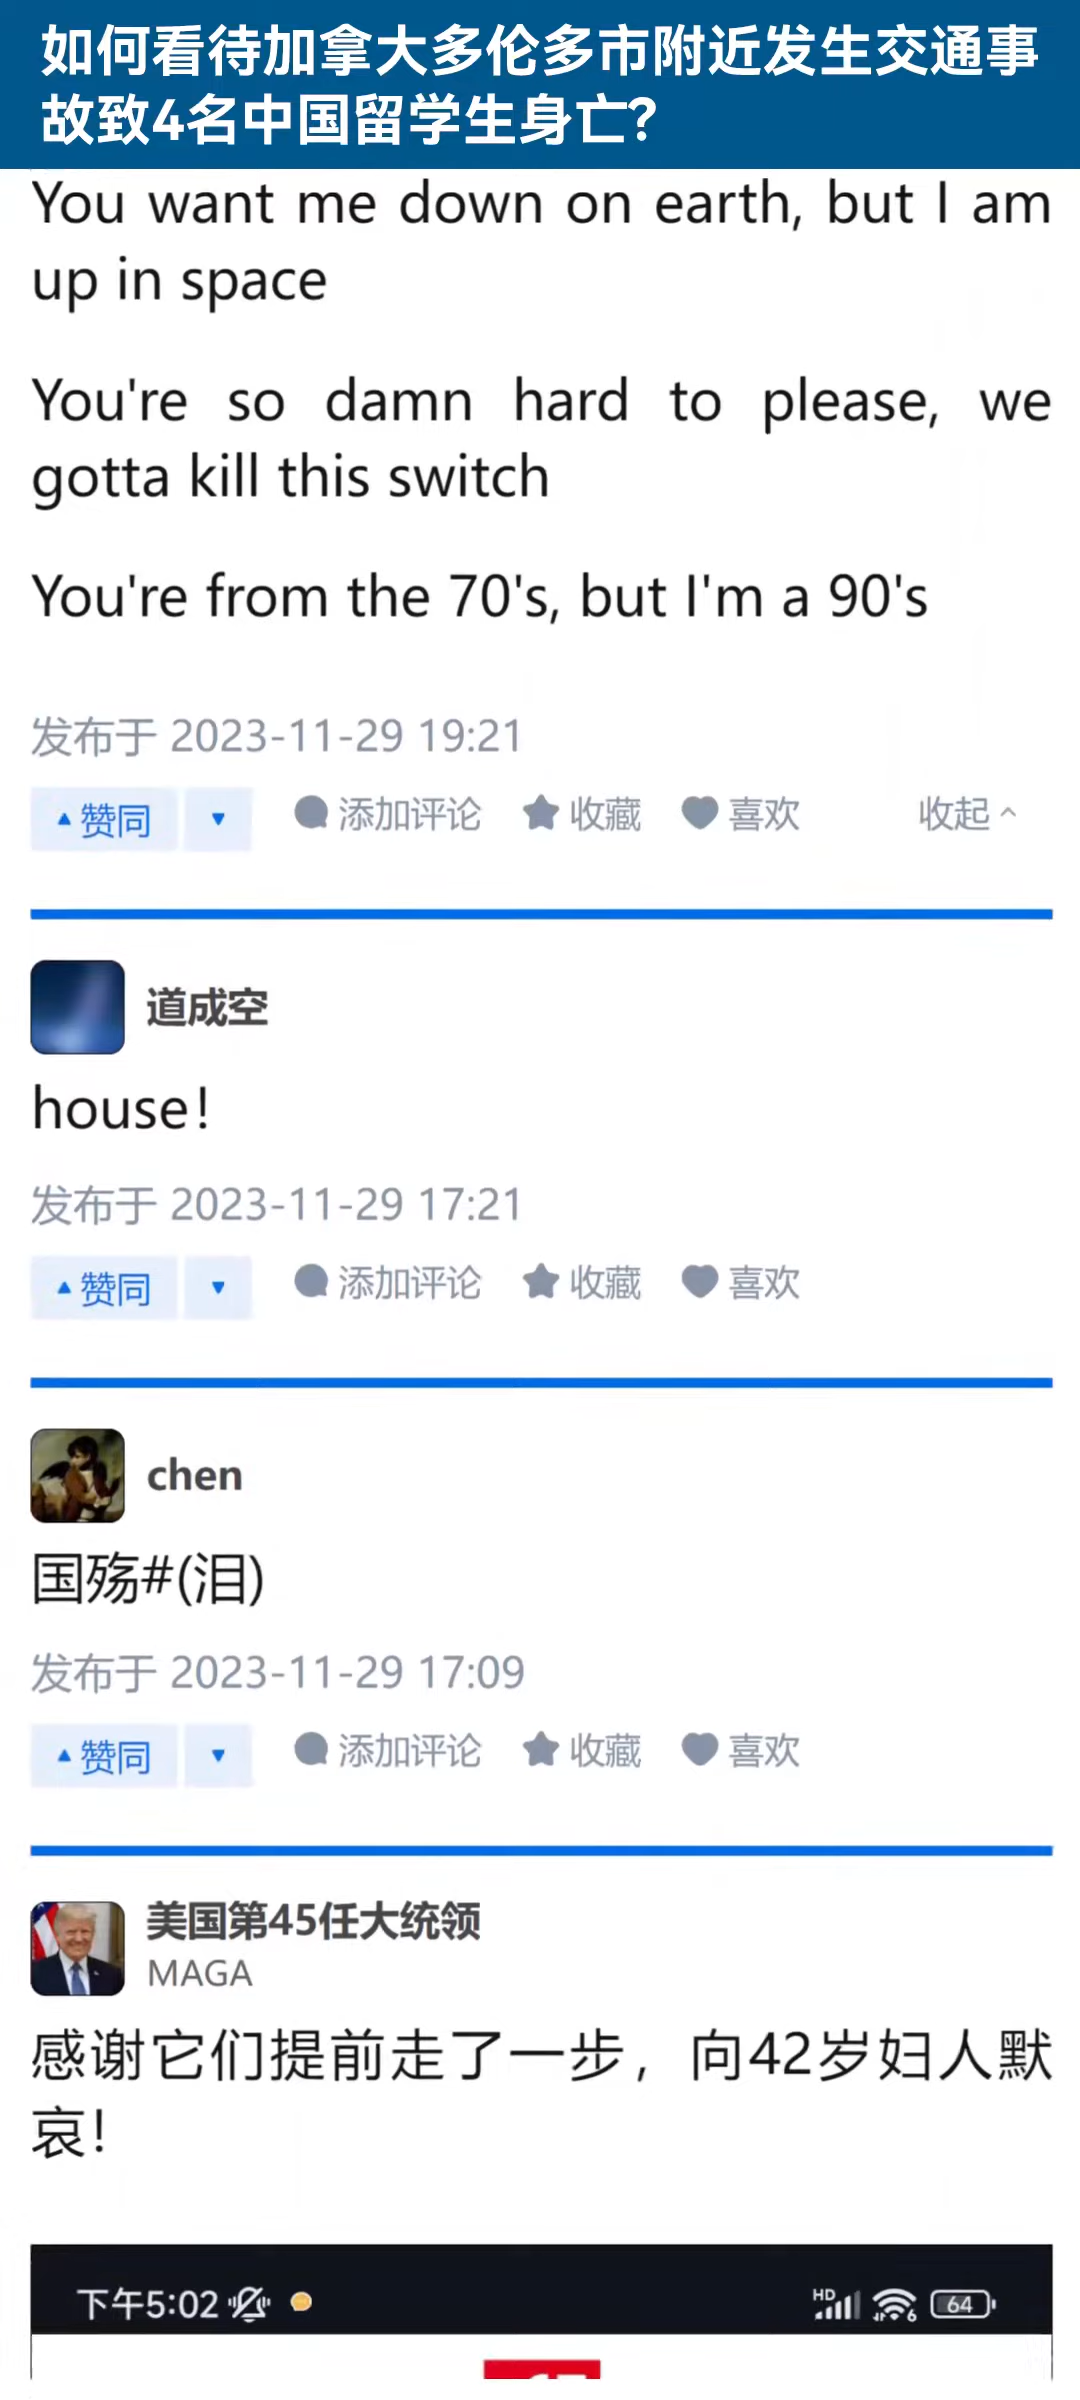 如何看待加拿大多伦多市附近发生交通事
故致4名中国留学生身亡？
You want me down on earth, but I am
up in space
You're so damn hard to please, we
gotta kill this switch
You're from the 70's, but I'm a 90's
发布于 2023-11-29 19:21
赞同 添加评论 收藏 喜欢 收起
道成空
house！
发布于 2023-11-29 17:21
赞同 添加评论 收藏 喜欢
chen
国殇#(泪)
发布于 2023-11-29 17:09
赞同 添加评论 收藏 喜欢
美国第45任大统领
MAGA
感谢它们提前走了一步，向42岁妇人默
哀！
下午5:02 HD 6 64